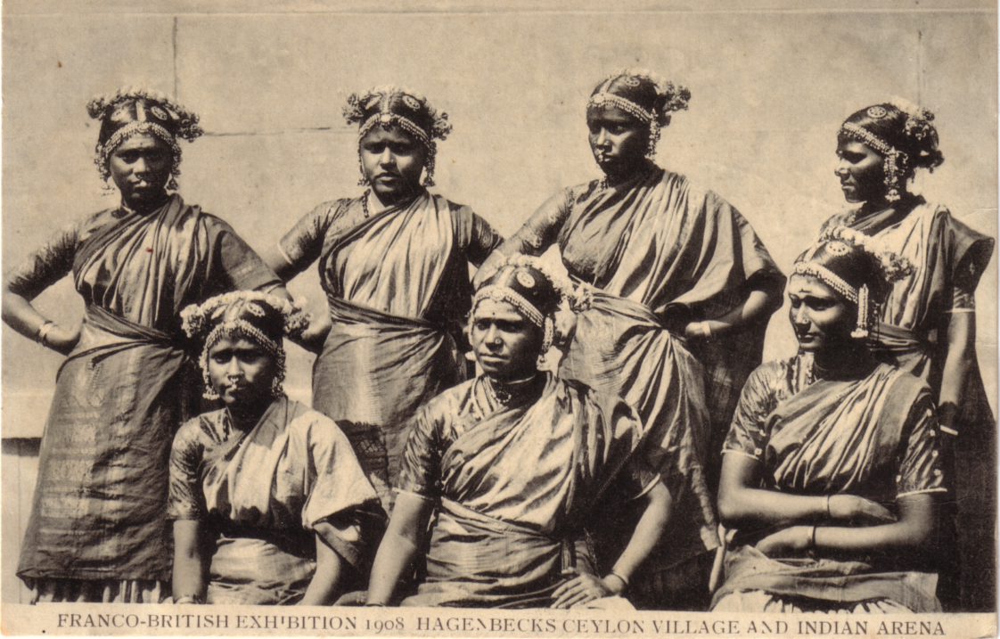 FRANCO-BRITISH EXHIBITION 1908 HAGENBECKS CEYLON VILLAGE AND INDIAN ARENA